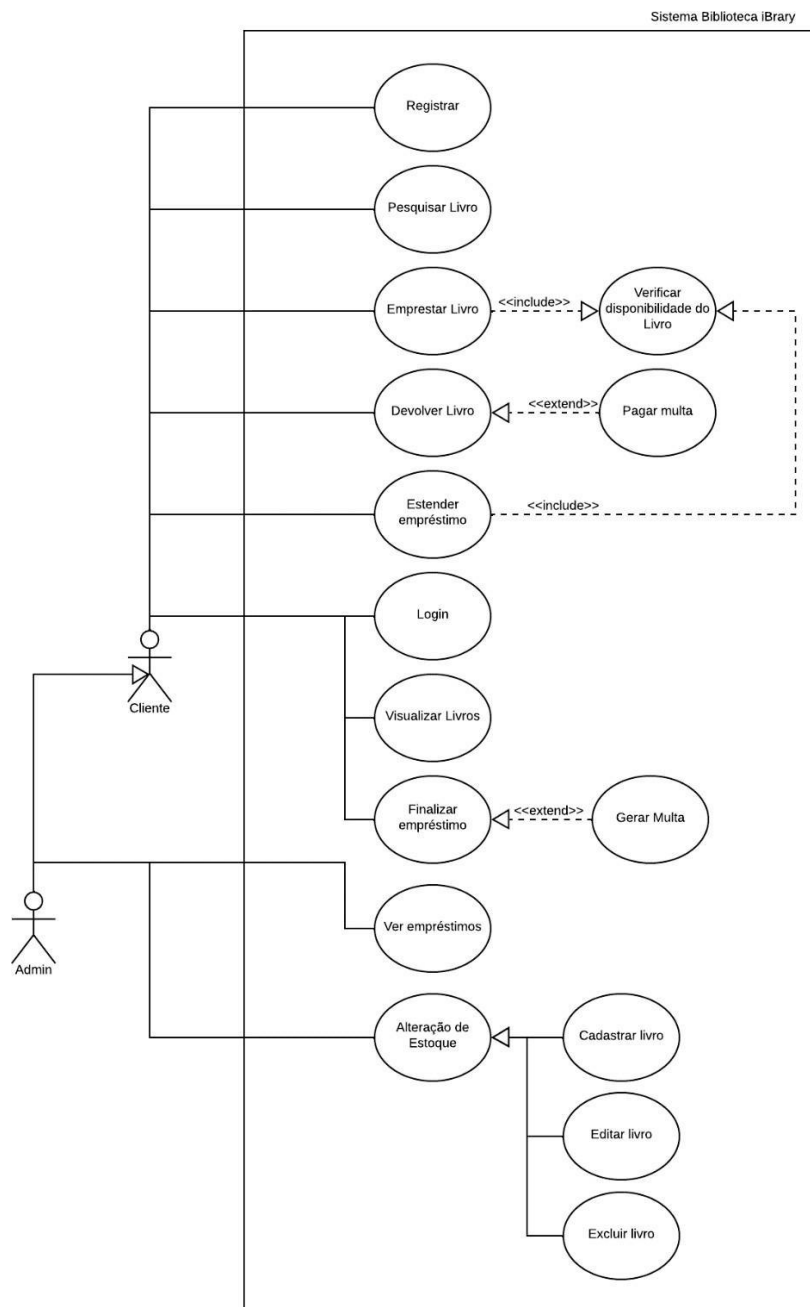 Sistema Biblioteca iBrary
Registrar
Pesquisar Livro
Emprestar Livro
<<include>>
Verificar
disponibilidade do
Livro
Devolver Livro
<<extend>>
Pagar multa
Estender
empréstimo
<<include>>
Login
Cliente
Visualizar Livros
Finalizar
empréstimo
<<extend>>
Gerar Multa
Admin
Ver empréstimos
Alteração de
Estoque
Cadastrar livro
Editar livro
Excluir livro